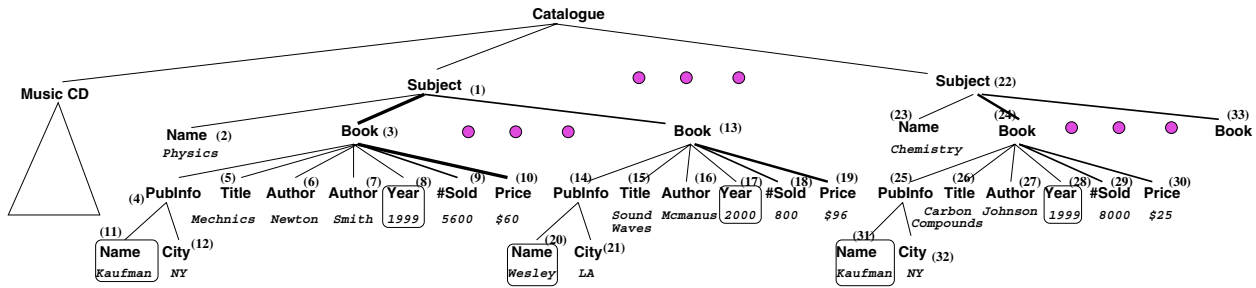 Catalogue
Music CD Subject (1) Subject (22)
Name (2) Book (3) Book (13) (23) Name (24) Book (33) Book
Physics Chemistry
(4) PubInfo (5) Title (6) Author (7) Author (8) Year (9) #Sold (10) Price (14) PubInfo (15) Title (16) Author (17) Year (18) #Sold (19) Price (25) PubInfo (26) Title (27) Author (28) Year (29) #Sold (30) Price
Mechnics Newton Smith 1999 5600 $60 Sound Mcmanus 2000 800 $96 Carbon Johnson 1999 8000 $25
Waves Compounds
(11) Name City (12) Name (20) City (21) (31) Name City (32)
Kaufman NY Wesley LA Kaufman NY